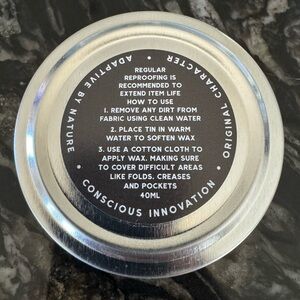 ADAPTIVE BY NATURE • ORIGINAL CHARACTER • CONSCIOUS INNOVATION •
REGULAR
REPROOFING IS
RECOMMENDED TO
EXTEND ITEM LIFE
HOW TO USE
1. REMOVE ANY DIRT FROM
FABRIC USING CLEAN WATER
2. PLACE TIN IN WARM
WATER TO SOFTEN WAX
3. USE A COTTON CLOTH TO
APPLY WAX. MAKING SURE
TO COVER DIFFICULT AREAS
LIKE FOLDS. CREASES
AND POCKETS
40ML